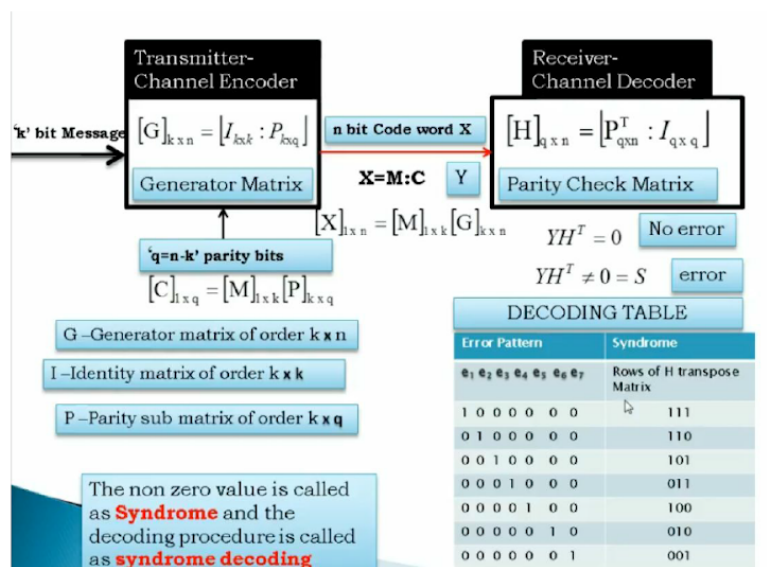 Transmitter-
Channel Encoder
[G]k x n = [Ikxk : Pkxq]
Generator Matrix
'k' bit Message
n bit Code word X
X=M:C
Y
[X]1 x n = [M]1 x k[G]k x n
Receiver-
Channel Decoder
[H]q x n = [P^T qxn : I q x q]
Parity Check Matrix
YH^T = 0
No error
YH^T ≠ 0 = S
error
'q=n-k' parity bits
[C]1 x q = [M]1 x k[P]k x q
G –Generator matrix of order k x n
I –Identity matrix of order k x k
P –Parity sub matrix of order k x q
The non zero value is called
as Syndrome and the
decoding procedure is called
as syndrome decoding
DECODING TABLE
Error Pattern Syndrome
e1 e2 e3 e4 e5 e6 e7 Rows of H transpose
Matrix
1 0 0 0 0 0 0 111
0 1 0 0 0 0 0 110
0 0 1 0 0 0 0 101
0 0 0 1 0 0 0 011
0 0 0 0 1 0 0 100
0 0 0 0 0 1 0 010
0 0 0 0 0 0 1 001